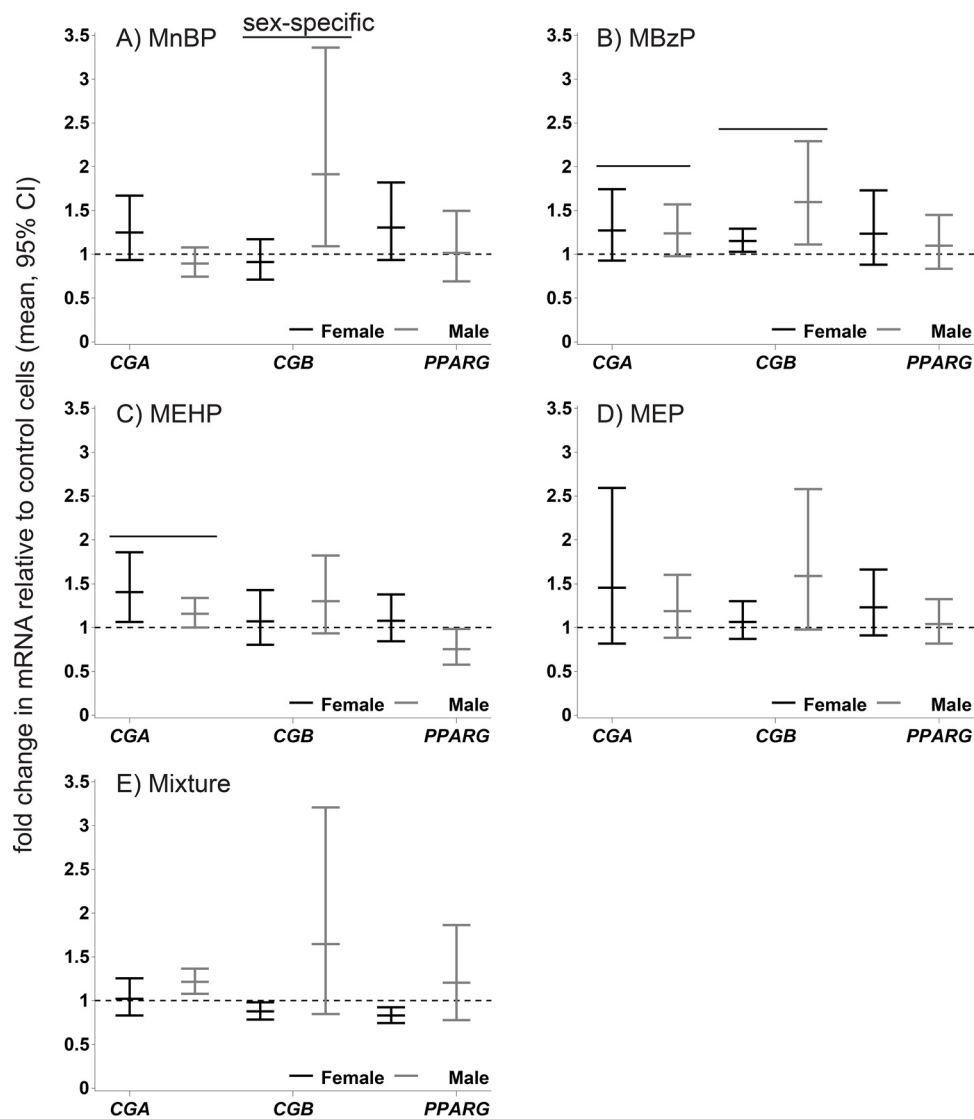 fold change in mRNA relative to control cells (mean, 95% CI)
sex-specific
A) MnBP
3.5
3
2.5
2
1.5
1
0.5
0
Female Male
CGA CGB PPARG
B) MBzP
3.5
3
2.5
2
1.5
1
0.5
0
Female Male
CGA CGB PPARG
C) MEHP
3.5
3
2.5
2
1.5
1
0.5
0
Female Male
CGA CGB PPARG
D) MEP
3.5
3
2.5
2
1.5
1
0.5
0
Female Male
CGA CGB PPARG
E) Mixture
3.5
3
2.5
2
1.5
1
0.5
0
Female Male
CGA CGB PPARG